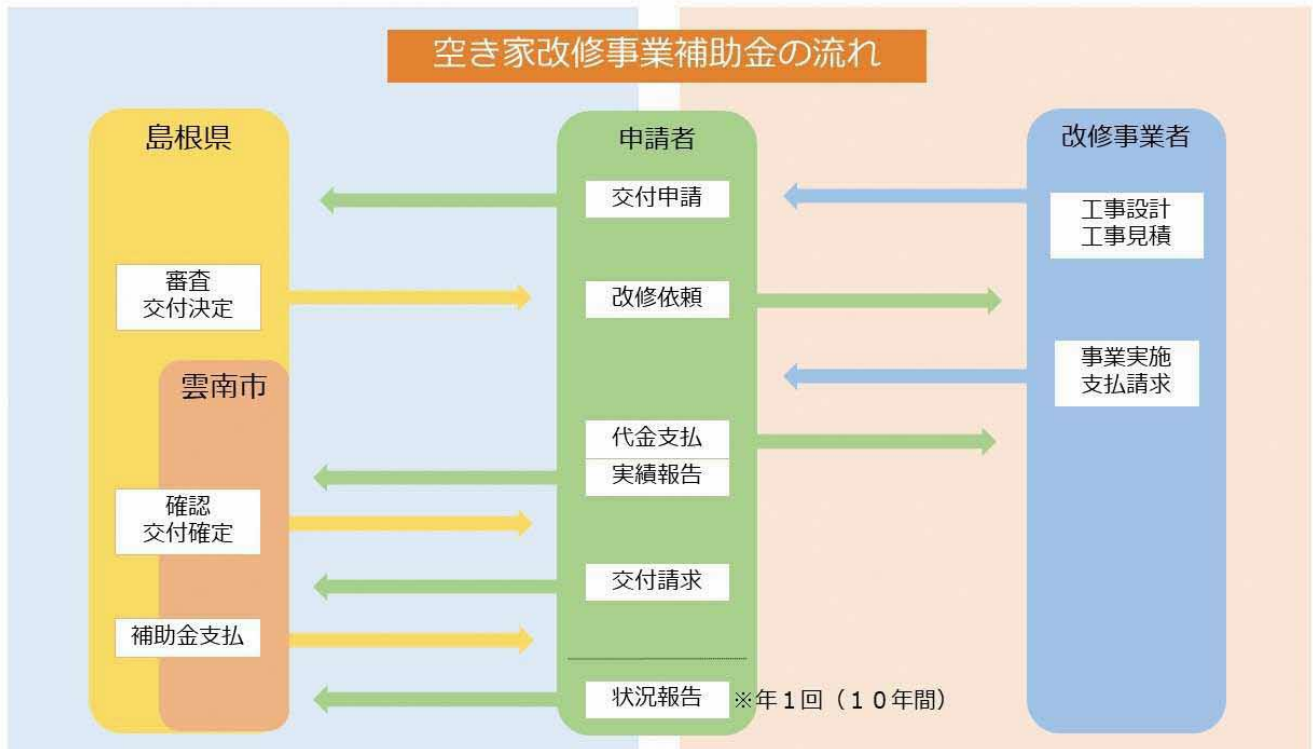 空き家改修事業補助金の流れ
島根県
申請者
改修事業者
交付申請
工事設計
工事見積
審査
交付決定
改修依頼
事業実施
支払請求
雲南市
代金支払
実績報告
確認
交付確定
交付請求
補助金支払
状況報告 ※年1回（１０年間）